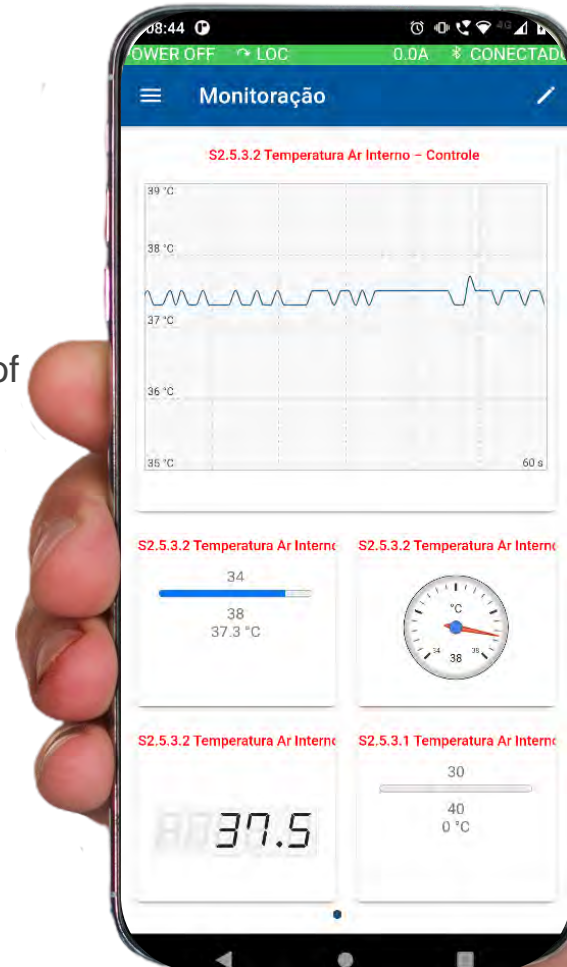 08:44
OWER OFF LOC 0.0A CONECTADO
Monitoração
S2.5.3.2 Temperatura Ar Interno – Controle
39 °C
38 °C
37 °C
of
36 °C
35 °C
60 s
S2.5.3.2 Temperatura Ar Interno
S2.5.3.2 Temperatura Ar Interno
34
38
37.3 °C
°C
34
38
S2.5.3.2 Temperatura Ar Interno
S2.5.3.1 Temperatura Ar Interno
37.5
30
40
0 °C